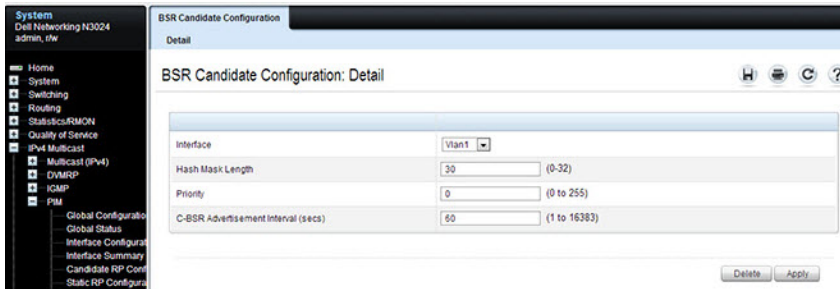 System
Dell Networking N3024
admin, r/w
Home
System
Switching
Routing
Statistics/RMON
Quality of Service
IPv4 Multicast
Multicast (IPv4)
DVMRP
IGMP
PIM
Global Configuratio
Global Status
Interface Configurat
Interface Summary
Candidate RP Conf
Static RP Configura
BSR Candidate Configuration
Detail
BSR Candidate Configuration: Detail
Interface Vlan1
Hash Mask Length 30 (0-32)
Priority 0 (0 to 255)
C-BSR Advertisement Interval (secs) 60 (1 to 16383)
Delete Apply